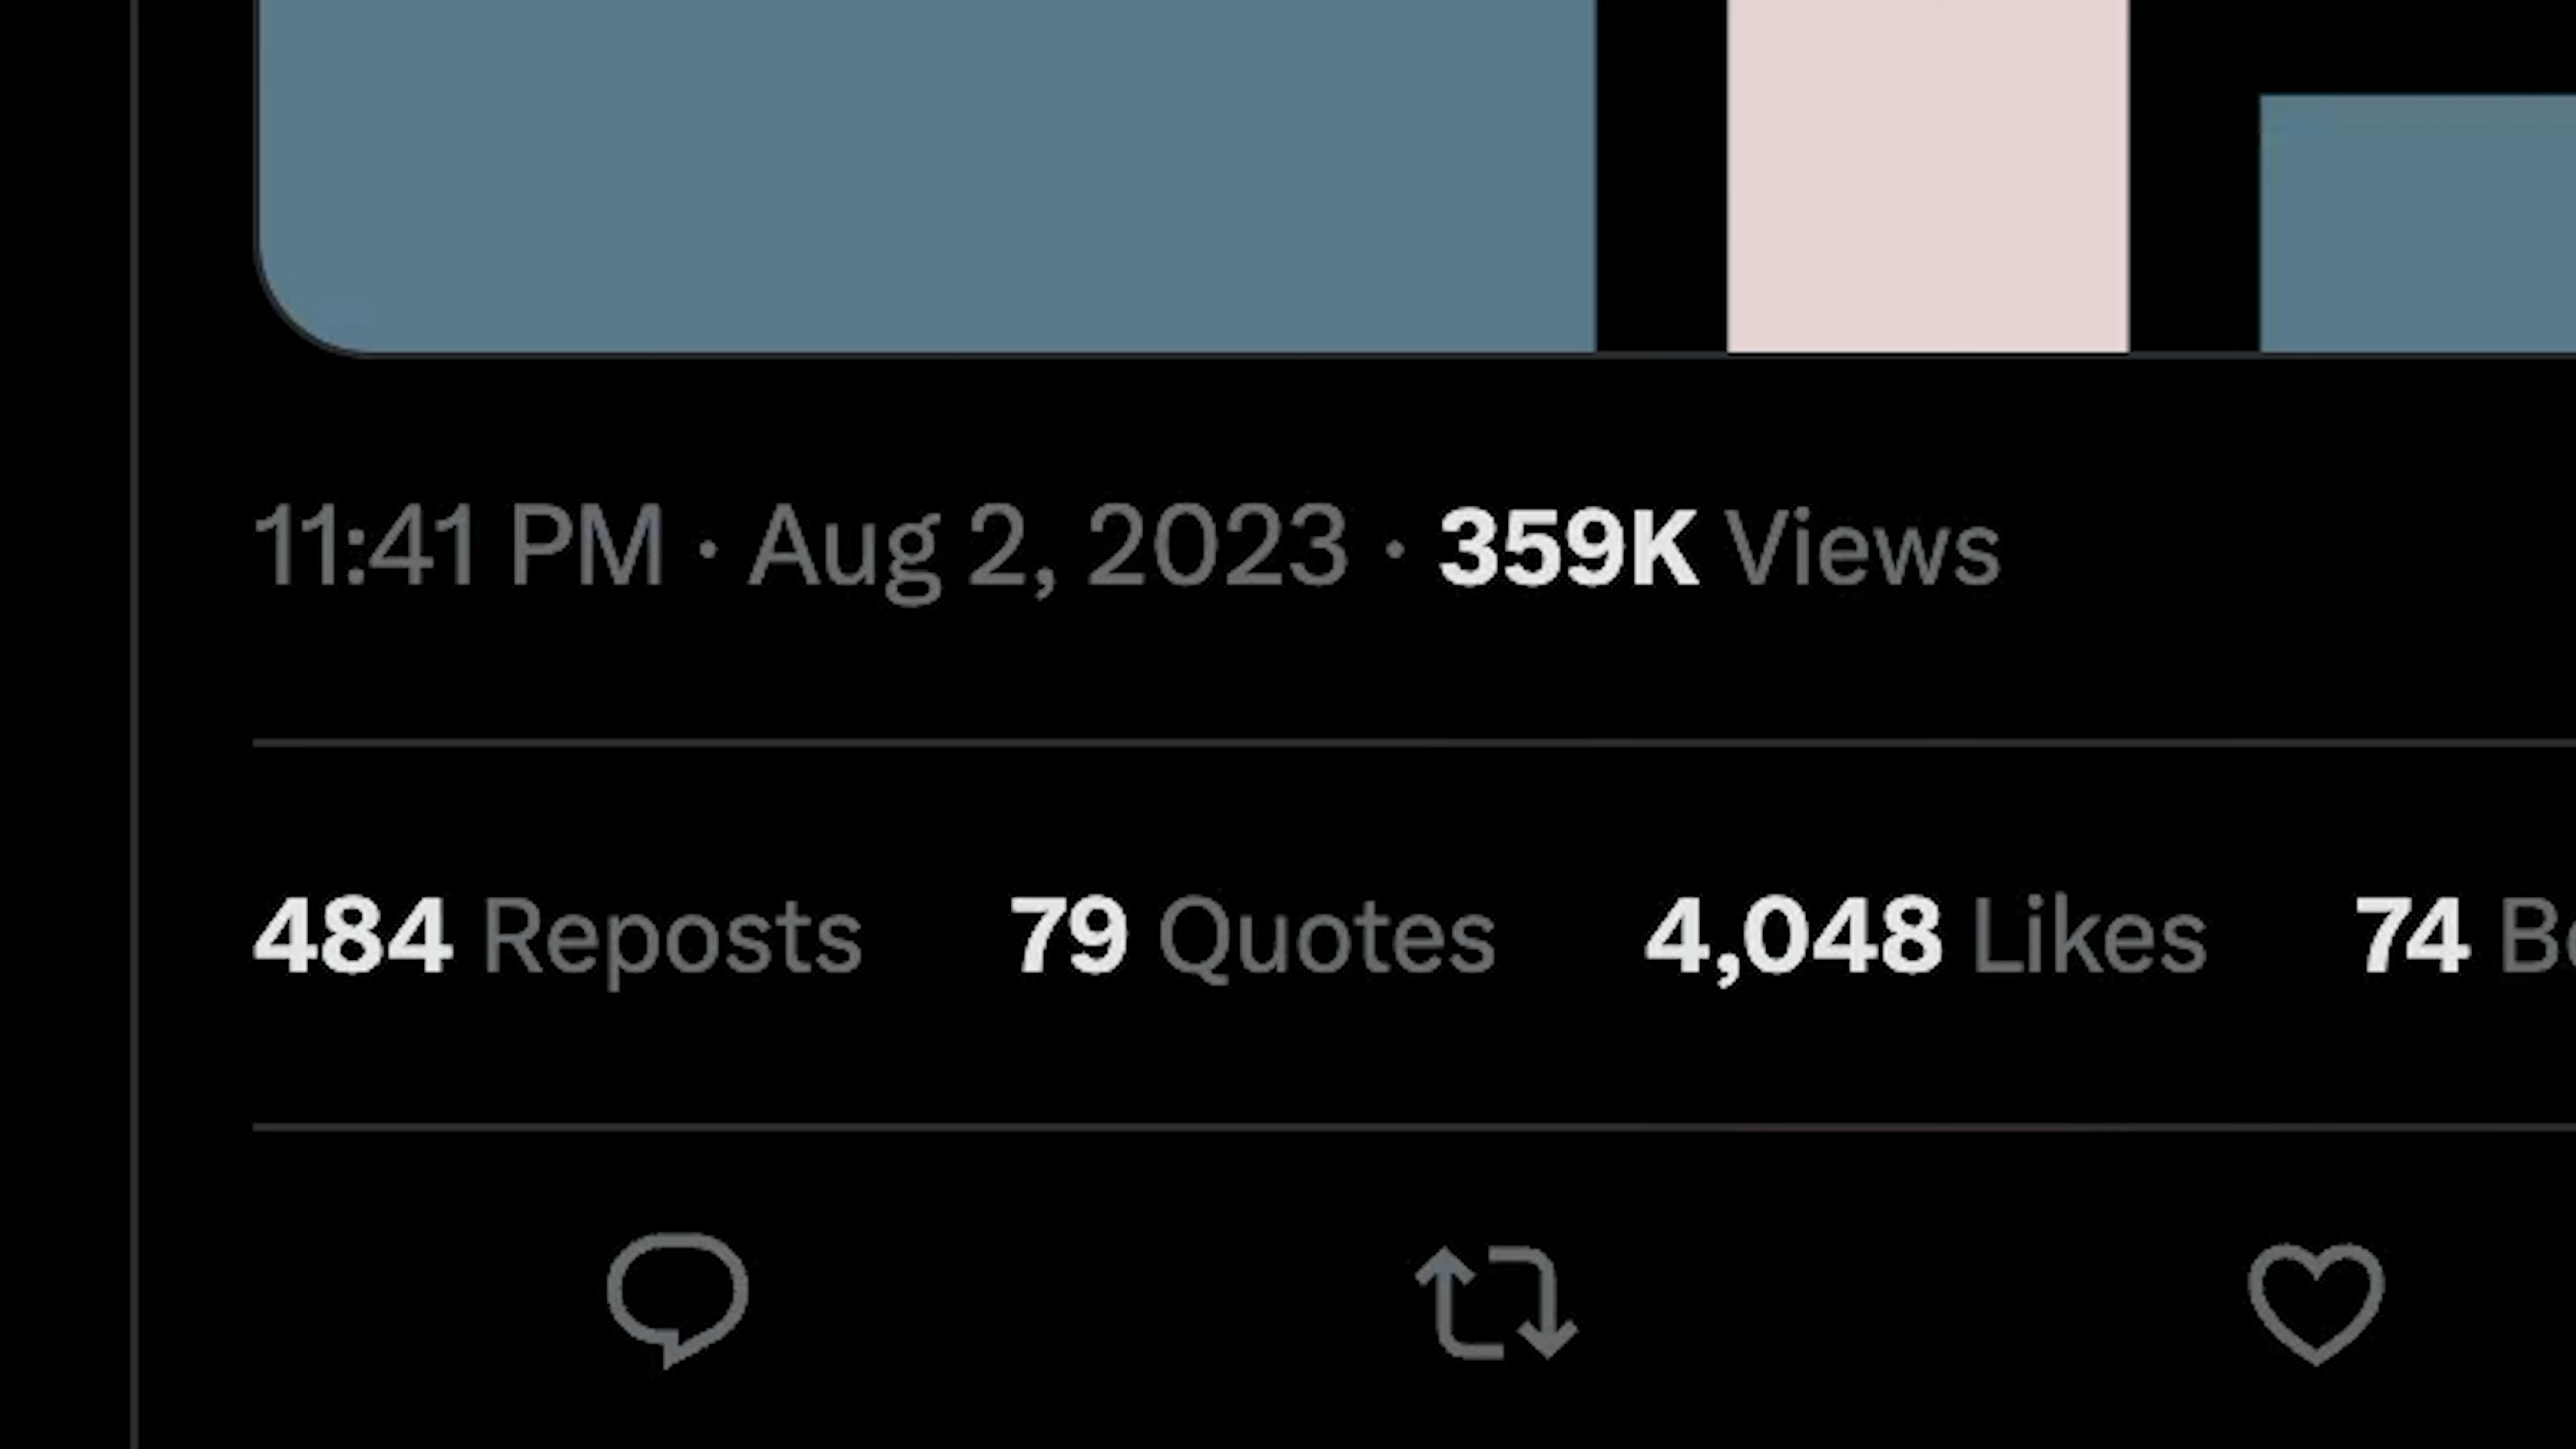 11:41 PM · Aug 2, 2023 · 359K Views
484 Reposts 79 Quotes 4,048 Likes 74